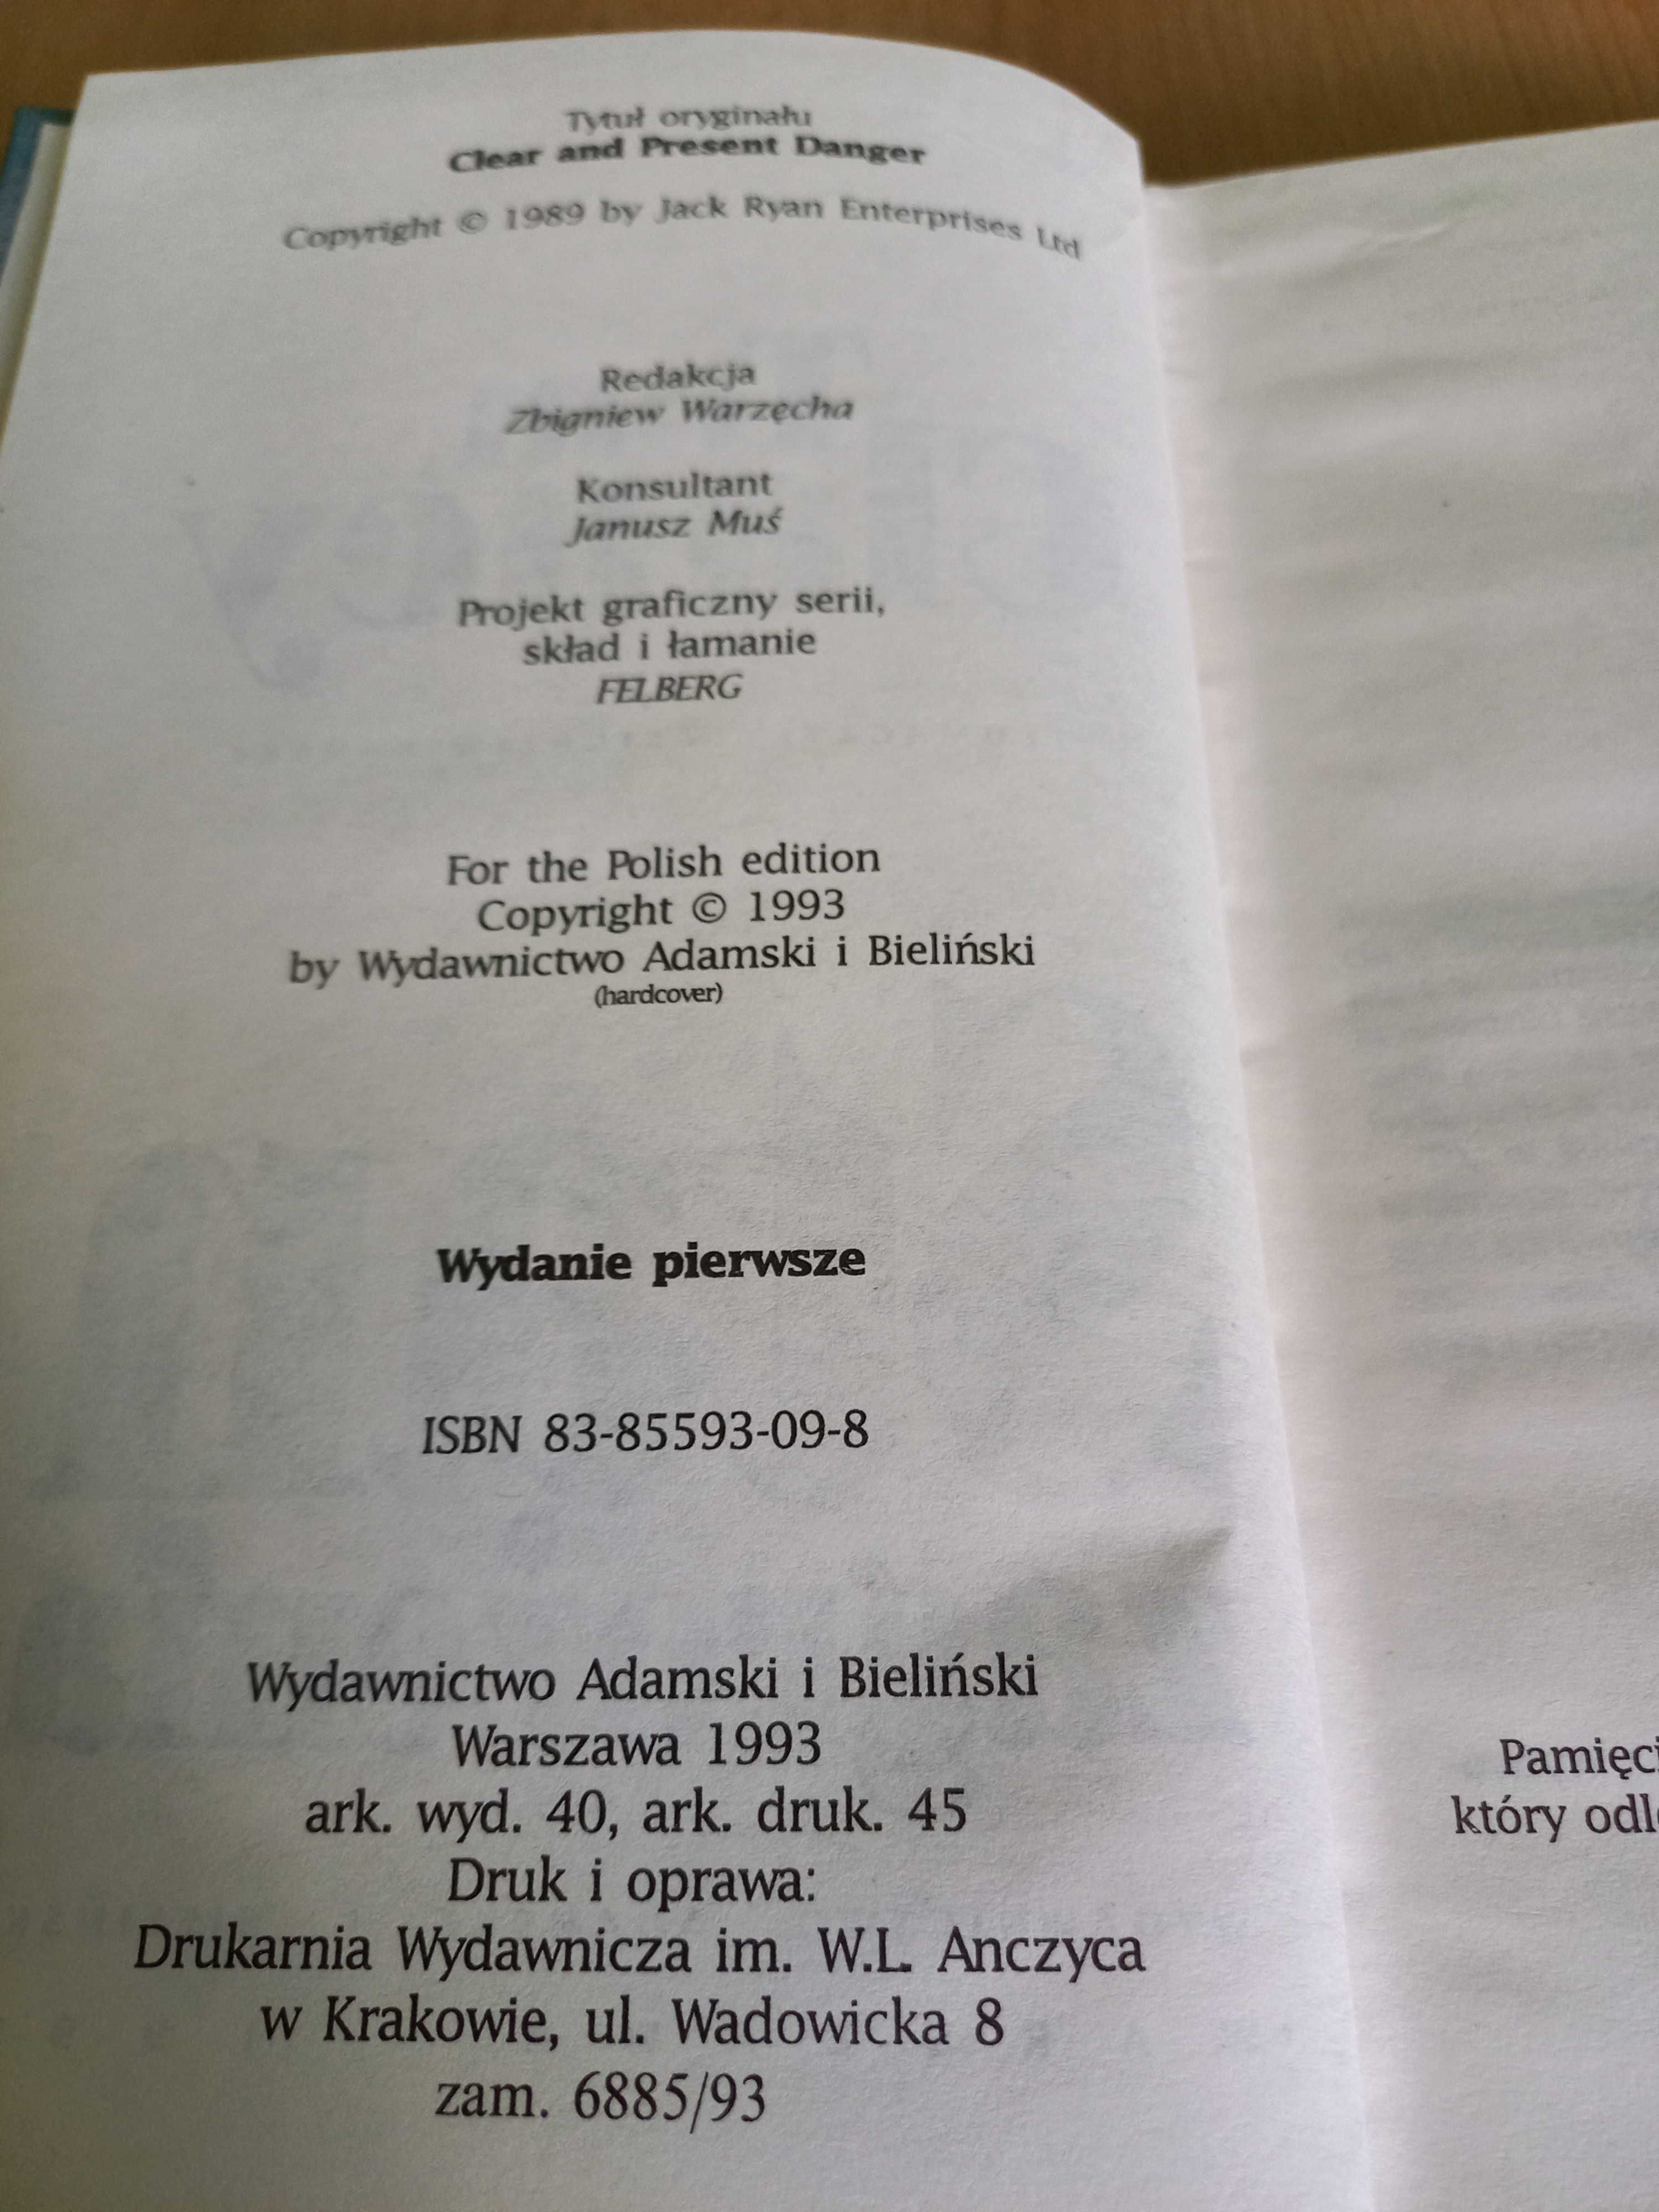 Tytuł oryginału
Clear and Present Danger
Copyright © 1989 by Jack Ryan Enterprises Ltd
Redakcja
Zbigniew Warzęcha
Konsultant
Janusz Muś
Projekt graficzny serii,
skład i łamanie
FELBERG
For the Polish edition
Copyright © 1993
by Wydawnictwo Adamski i Bieliński
(hardcover)
Wydanie pierwsze
ISBN 83-85593-09-8
Wydawnictwo Adamski i Bieliński
Warszawa 1993
ark. wyd. 40, ark. druk. 45
Druk i oprawa:
Drukarnia Wydawnicza im. W.L. Anczyca
w Krakowie, ul. Wadowicka 8
zam. 6885/93
Pamięci
który odl